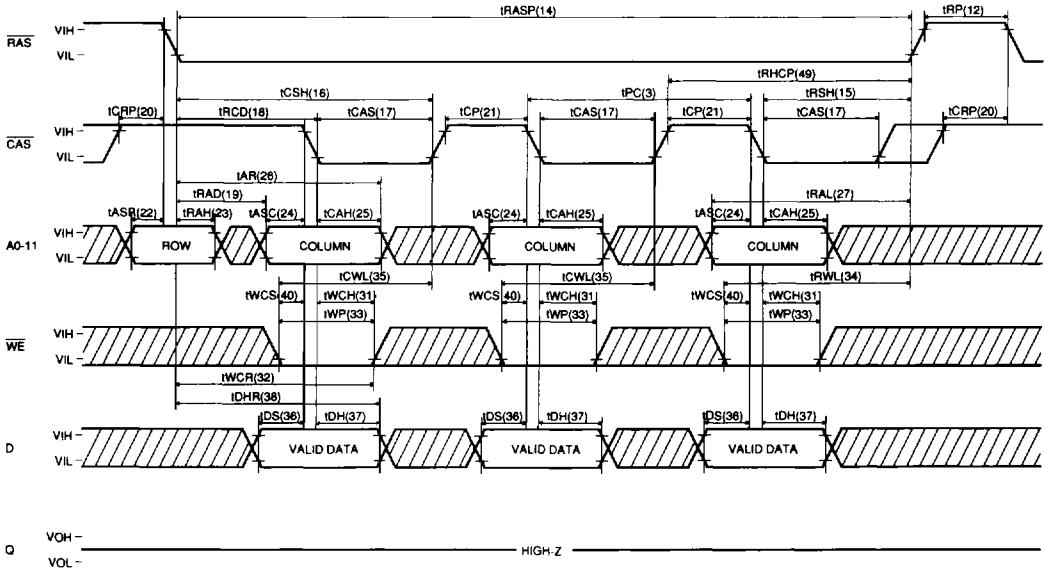 tRASP(14)
tRP(12)
RAS
VIH
VIL
tRHCP(49)
tCSH(16)
tPC(3)
tRSH(15)
tCRP(20)
tRCD(18)
tCAS(17)
tCP(21)
tCAS(17)
tCP(21)
tCAS(17)
tCRP(20)
CAS
VIH
VIL
tAR(26)
tRAD(19)
tRAL(27)
tASR(22)
tRAH(23)
tASC(24)
tCAH(25)
tASC(24)
tCAH(25)
tASC(24)
tCAH(25)
A0-11
VIH
VIL
ROW
COLUMN
COLUMN
COLUMN
tCWL(35)
tCWL(35)
tRWL(34)
tWCS(40)
tWCH(31)
tWCS(40)
tWCH(31
tWCS(40)
tWCH(31)
tWP(33)
tWP(33)
tWP(33)
WE
VIH
VIL
tWCR(32)
tDHR(38)
tDS(36)
tDH(37)
tDS(36)
tDH(37)
tDS(36)
tDH(37)
D
VIH
VIL
VALID DATA
VALID DATA
VALID DATA
Q
VOH
VOL
HIGH-Z